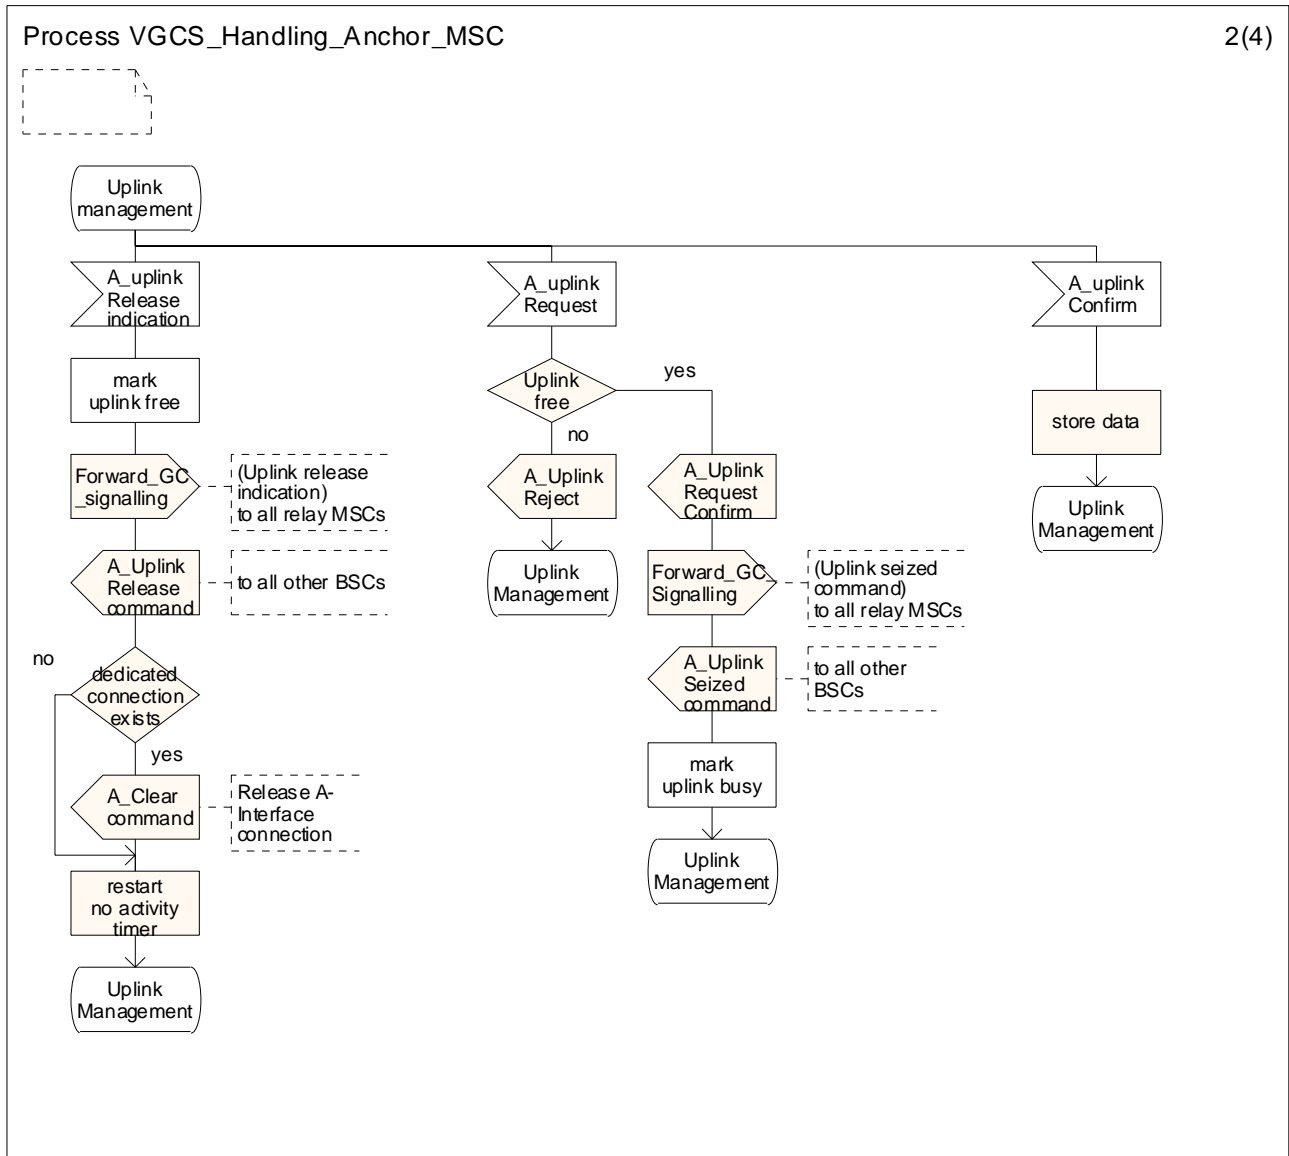 Process VGCS_Handling_Anchor_MSC
2(4)
Uplink
management
A_uplink
Release
indication
mark
uplink free
Forward_GC
_signalling
(Uplink release
indication)
to all relay MSCs
A_Uplink
Release
command
to all other BSCs
no
dedicated
connection
exists
yes
A_Clear
command
Release A-
Interface
connection
restart
no activity
timer
Uplink
Management
A_uplink
Request
Uplink
free
yes
no
A_Uplink
Reject
Uplink
Management
A_Uplink
Request
Confirm
Forward_GC_
Signalling
(Uplink seized
command)
to all relay MSCs
A_Uplink
Seized
command
to all other
BSCs
mark
uplink busy
Uplink
Management
A_uplink
Confirm
store data
Uplink
Management